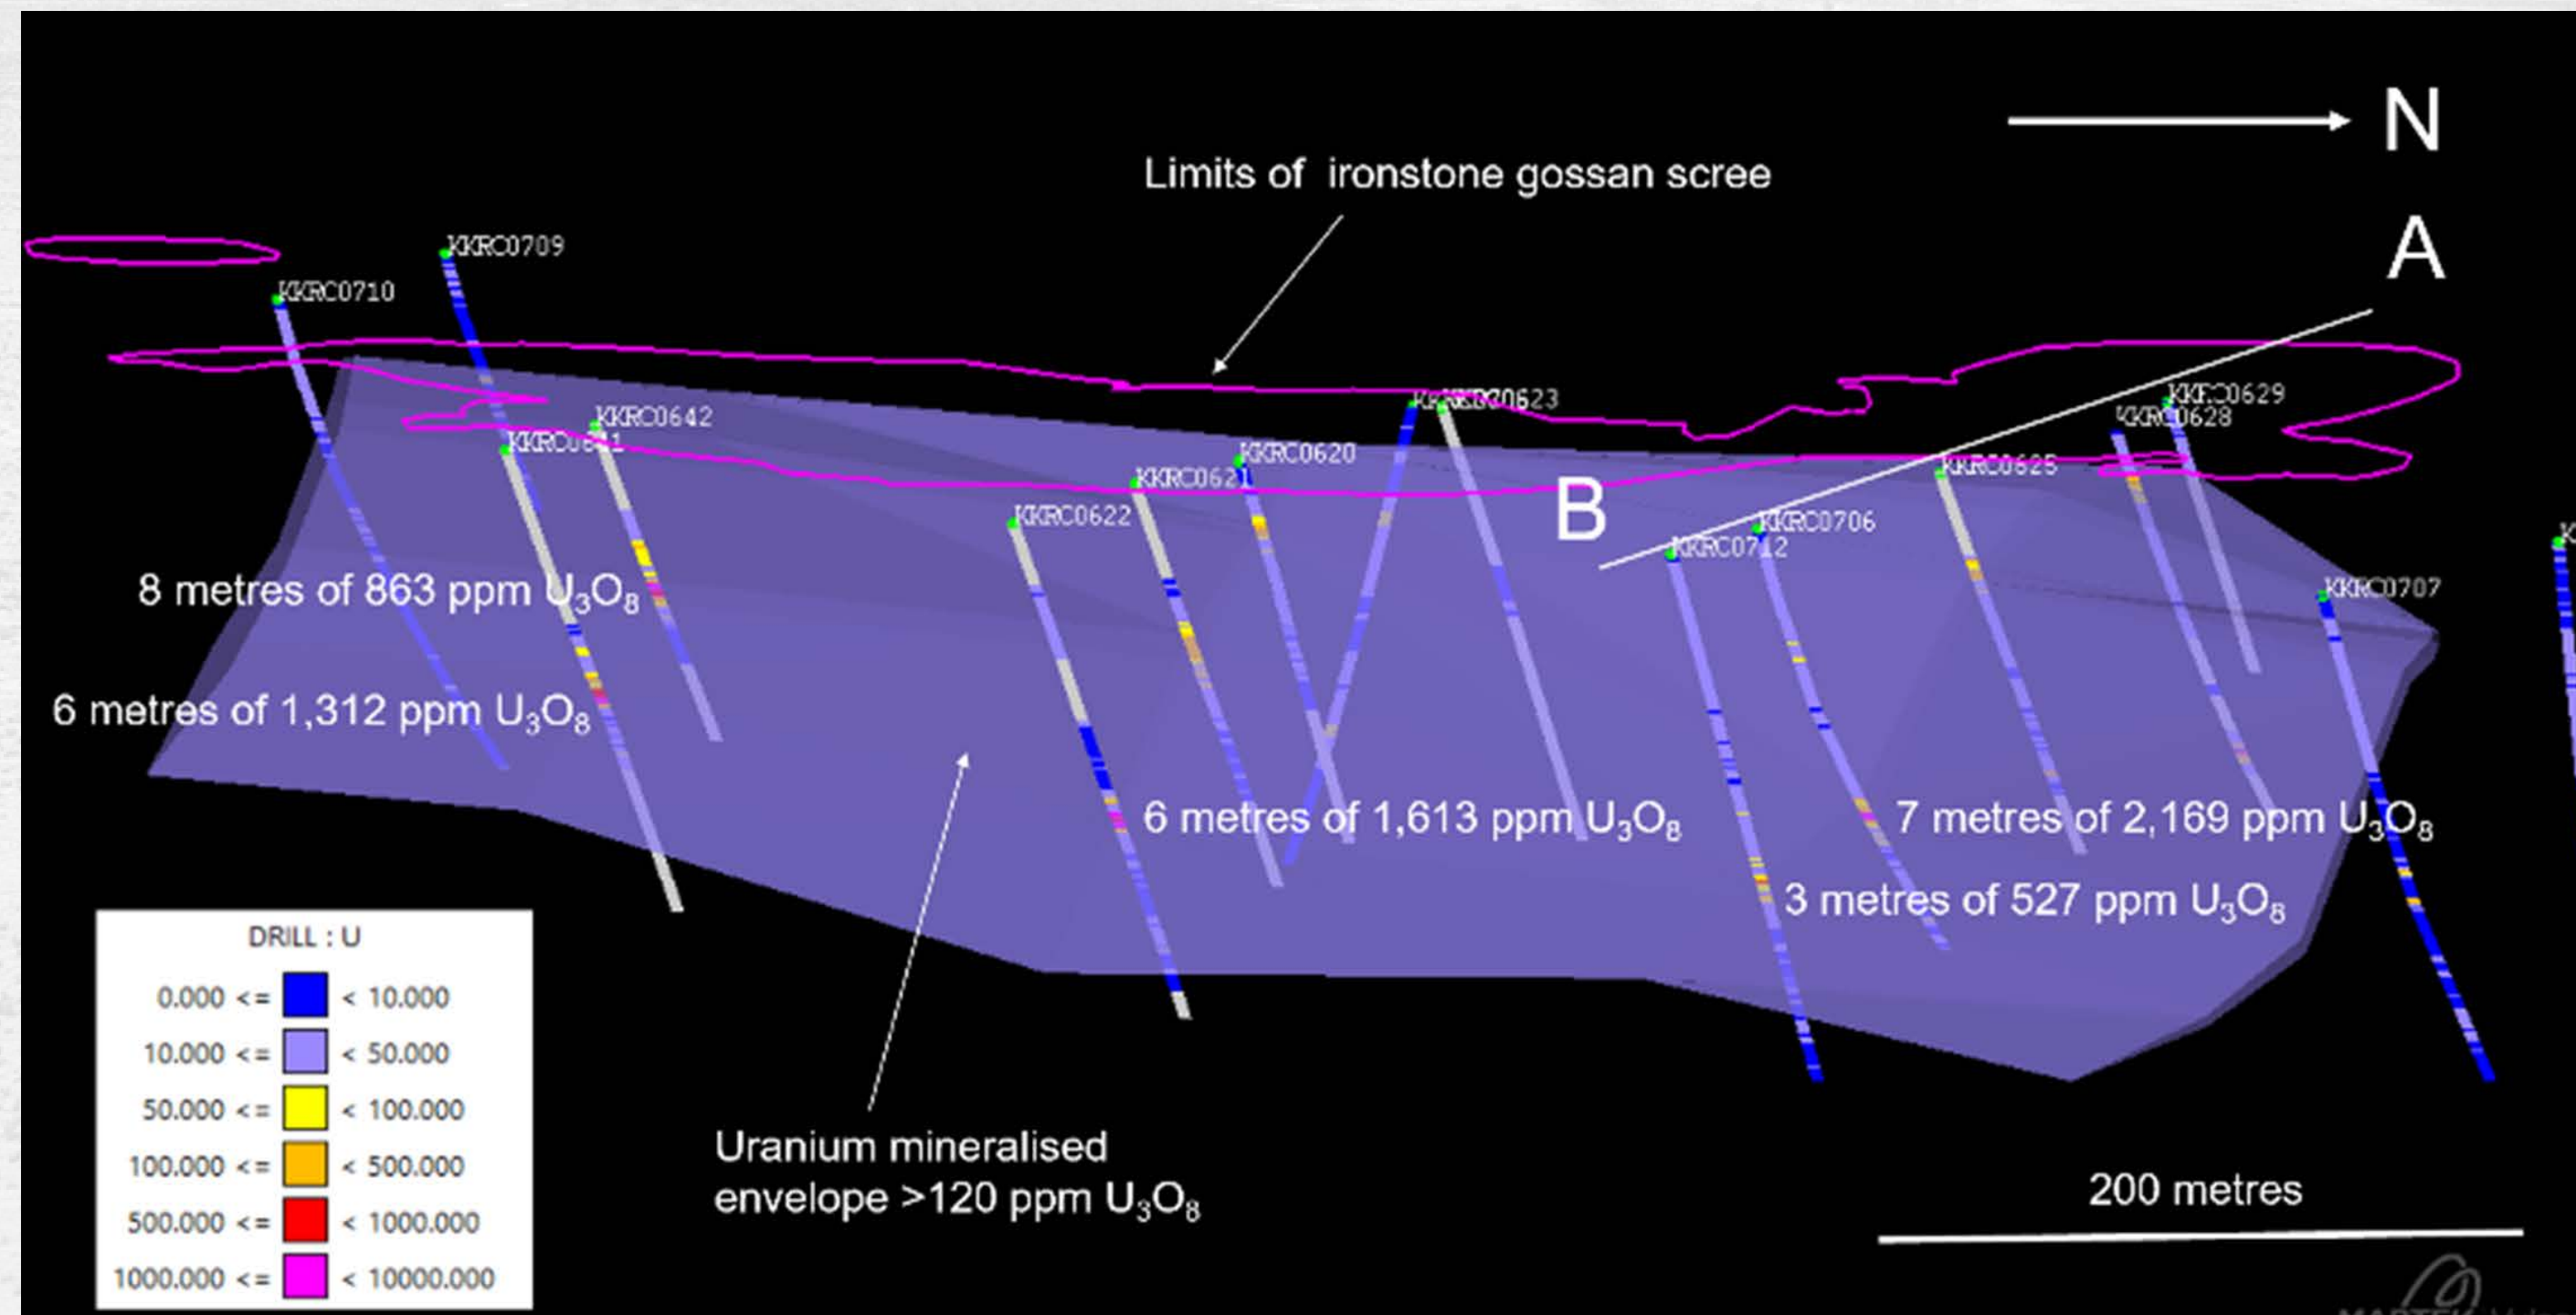 N
Limits of ironstone gossan scree
A
KKRC0709
KKRC0710
KKRC0623
KKRC0629
KKRC0628
KKRC0642
KKRC0641
KKRC0620
KKRC0621
KKRC0625
B
KKRC0622
KKRC0706
KKRC0712
8 metres of 863 ppm U₃O₈
KKRC0707
6 metres of 1,312 ppm U₃O₈
6 metres of 1,613 ppm U₃O₈
7 metres of 2,169 ppm U₃O₈
3 metres of 527 ppm U₃O₈
DRILL : U
0.000 <= < 10.000
10.000 <= < 50.000
50.000 <= < 100.000
100.000 <= < 500.000
500.000 <= < 1000.000
1000.000 <= < 10000.000
Uranium mineralised
envelope >120 ppm U₃O₈
200 metres